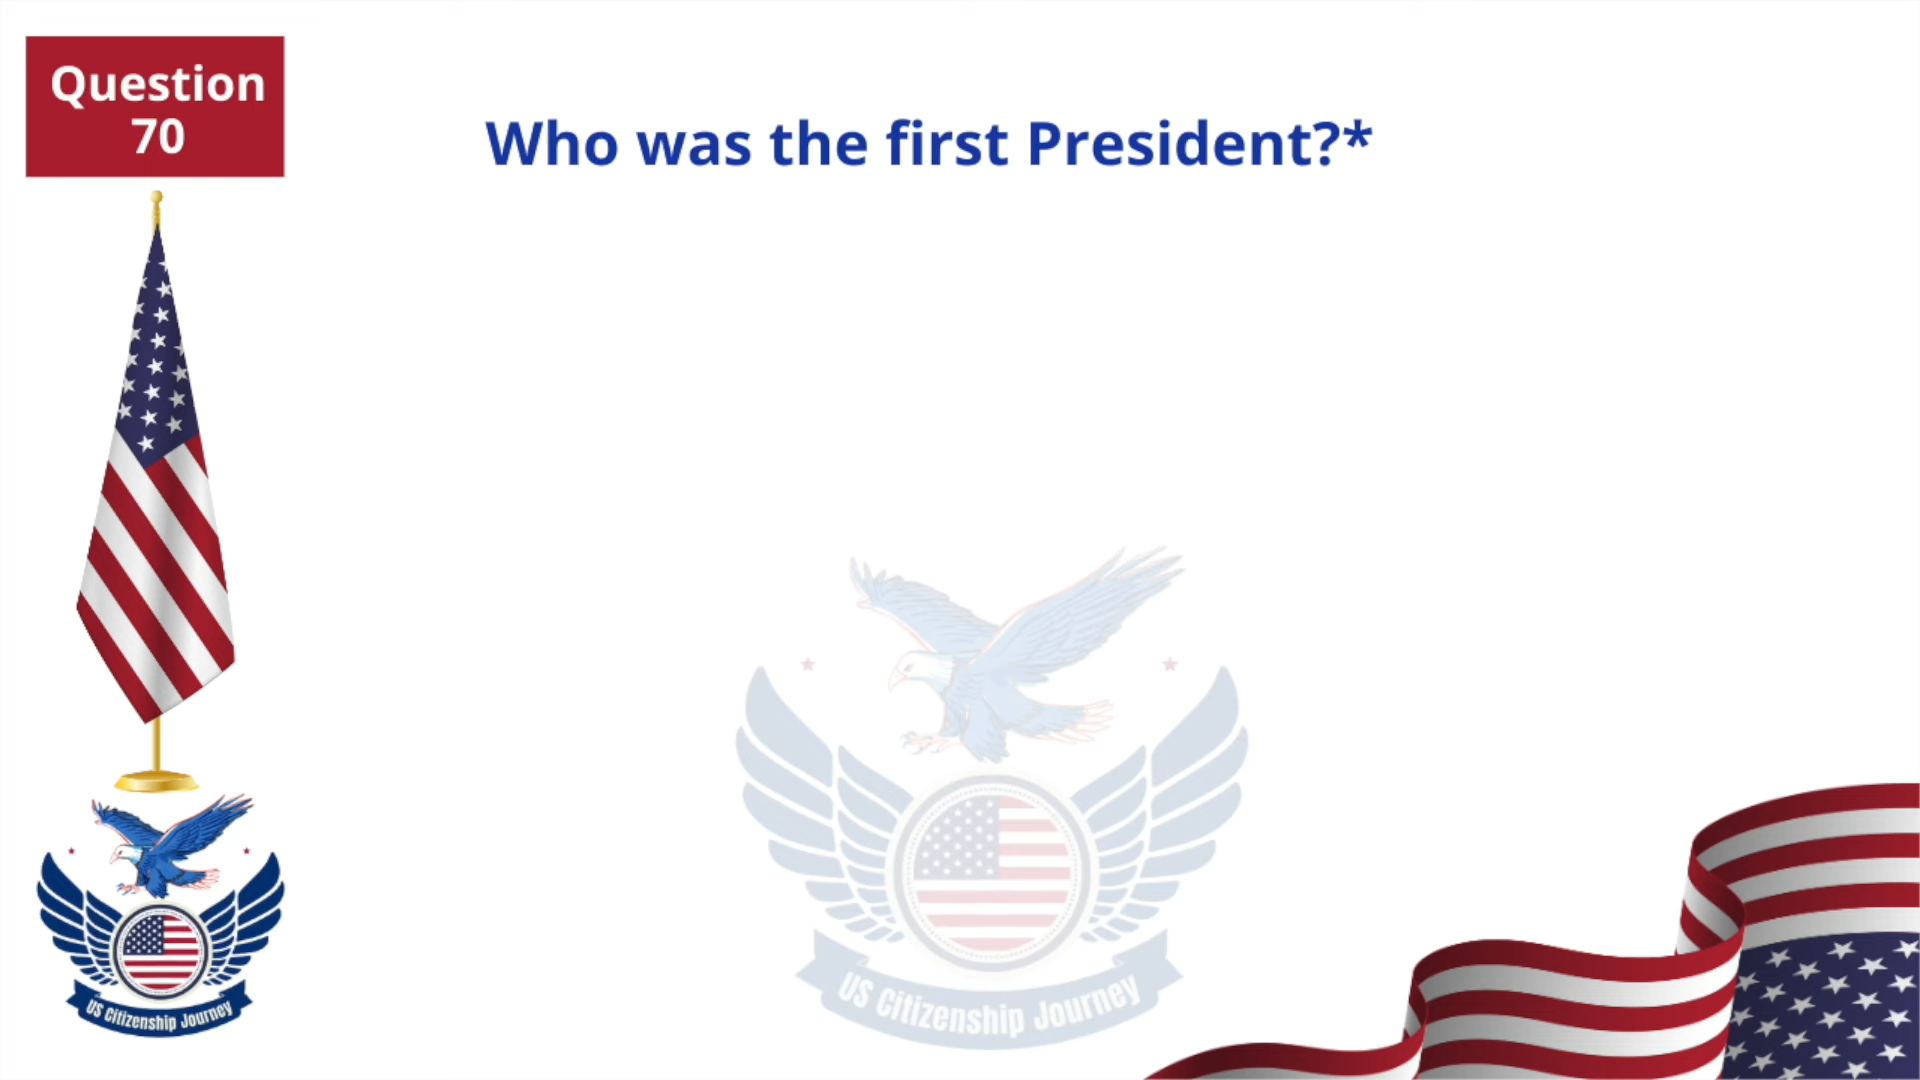 Question
70
Who was the first President?*
US Citizenship Journey
US Citizenship Journey